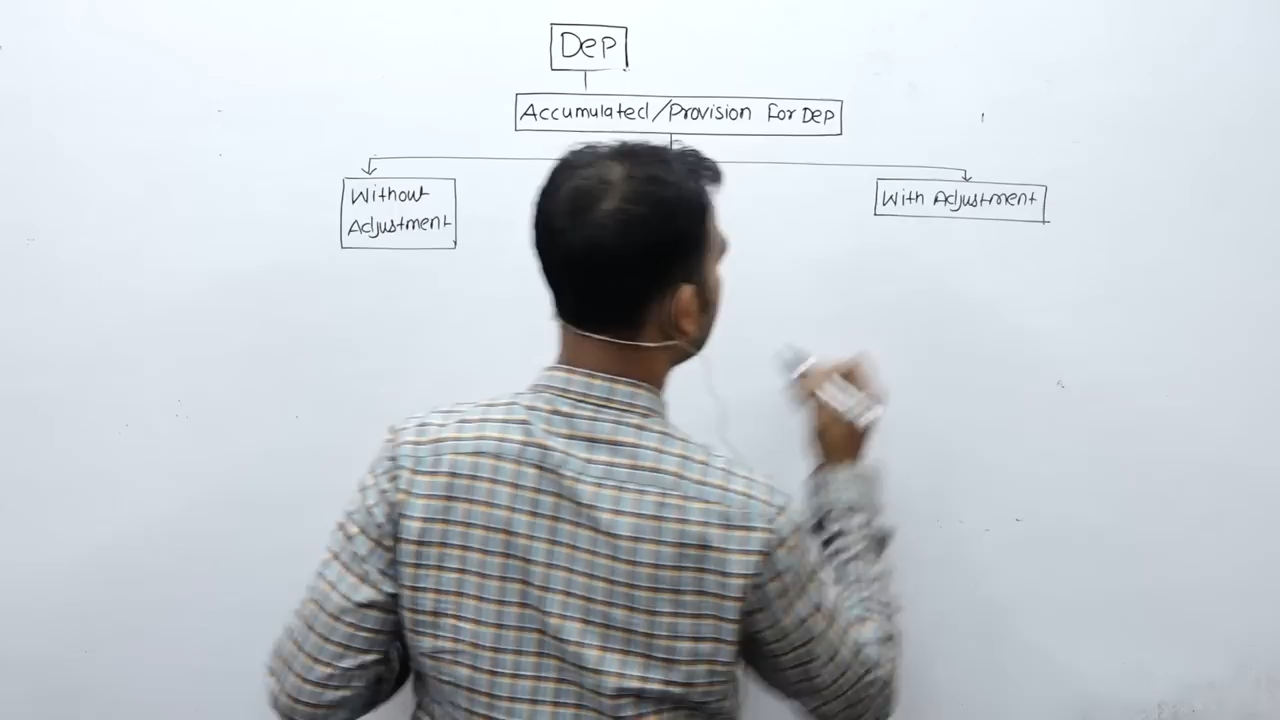 Dep
Accumulated/Provision For Dep
Without
Adjustment
With Adjustment